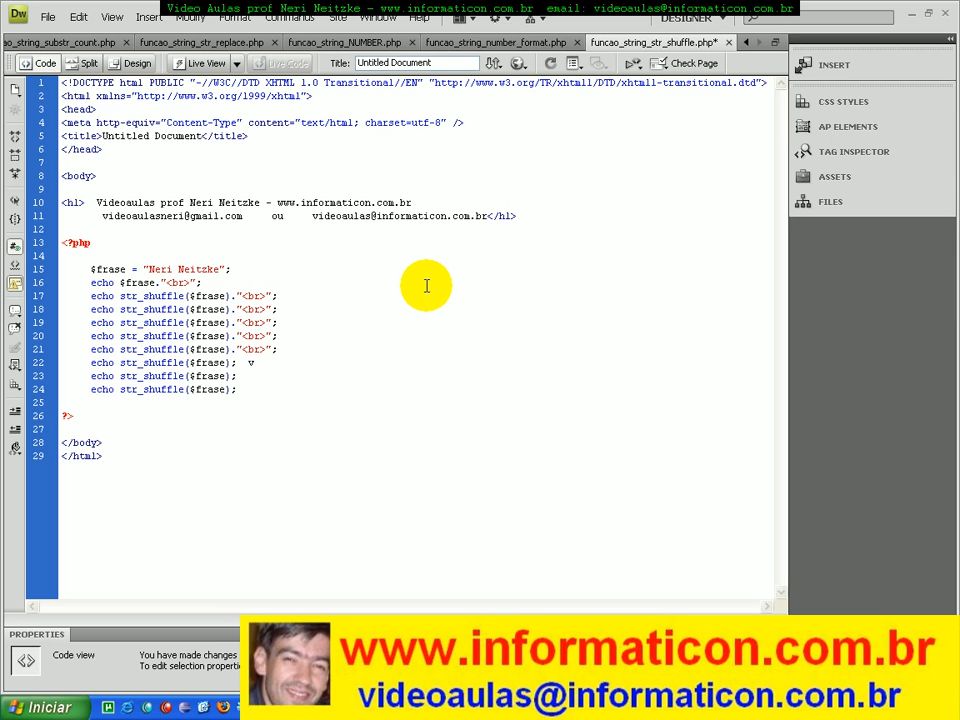 Video Aulas prof Neri Neitzke - www.informaticon.com.br email: videoaulas@informaticon.com.br
Dw File Edit View Insert Modify Format Commands Site Window Help DESIGNER
ao_string_substr_count.php × funcao_string_str_replace.php × funcao_string_NUMBER.php × funcao_string_number_format.php × funcao_string_str_shuffle.php* ×
Code Split Design Live View Live Code Title: Untitled Document Check Page
1 <!DOCTYPE html PUBLIC "-//W3C//DTD XHTML 1.0 Transitional//EN" "http://www.w3.org/TR/xhtml1/DTD/xhtml1-transitional.dtd">
2 <html xmlns="http://www.w3.org/1999/xhtml">
3 <head>
4 <meta http-equiv="Content-Type" content="text/html; charset=utf-8" />
5 <title>Untitled Document</title>
6 </head>
7
8 <body>
9
10 <h1> Videoaulas prof Neri Neitzke - www.informaticon.com.br
11 videoaulasneri@gmail.com ou videoaulas@informaticon.com.br</h1>
12
13 <?php
14
15 $frase = "Neri Neitzke";
16 echo $frase."<br>";
17 echo str_shuffle($frase)."<br>";
18 echo str_shuffle($frase)."<br>";
19 echo str_shuffle($frase)."<br>";
20 echo str_shuffle($frase)."<br>";
21 echo str_shuffle($frase)."<br>";
22 echo str_shuffle($frase); v
23 echo str_shuffle($frase);
24 echo str_shuffle($frase);
25
26 ?>
27
28 </body>
29 </html>
INSERT
CSS STYLES
AP ELEMENTS
TAG INSPECTOR
ASSETS
FILES
PROPERTIES
Code view
You have made changes
To edit selection properti
www.informaticon.com.br
videoaulas@informaticon.com.br
Iniciar